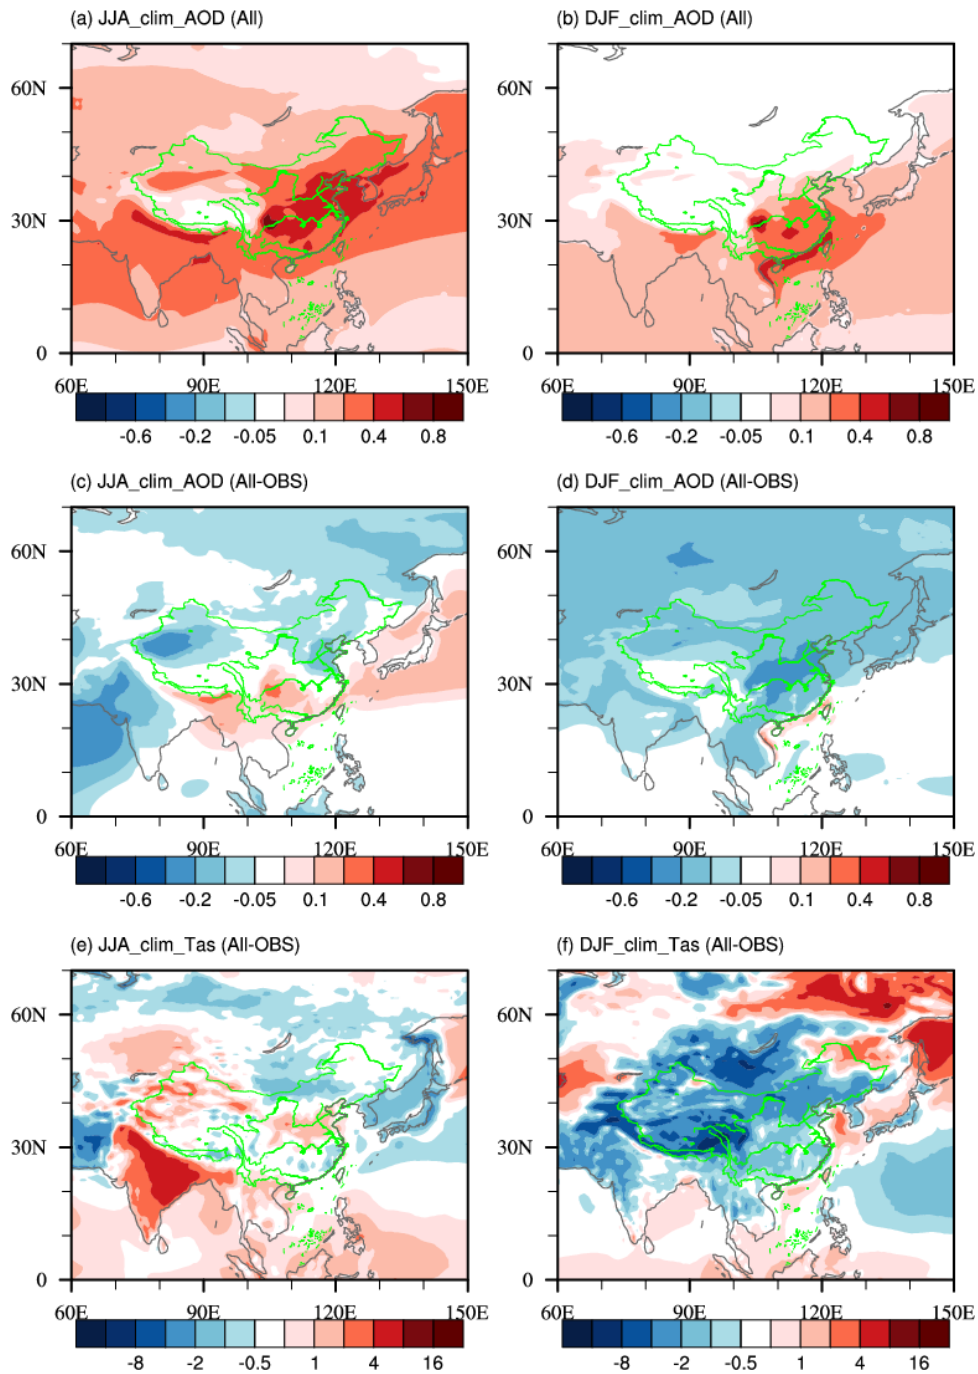 (a) JJA_clim_AOD (All)
(b) DJF_clim_AOD (All)
60N
30N
0
60E 90E 120E 150E
-0.6 -0.2 -0.05 0.1 0.4 0.8
60N
30N
0
60E 90E 120E 150E
-0.6 -0.2 -0.05 0.1 0.4 0.8
(c) JJA_clim_AOD (All-OBS)
(d) DJF_clim_AOD (All-OBS)
60N
30N
0
60E 90E 120E 150E
-0.6 -0.2 -0.05 0.1 0.4 0.8
60N
30N
0
60E 90E 120E 150E
-0.6 -0.2 -0.05 0.1 0.4 0.8
(e) JJA_clim_Tas (All-OBS)
(f) DJF_clim_Tas (All-OBS)
60N
30N
0
60E 90E 120E 150E
-8 -2 -0.5 1 4 16
60N
30N
0
60E 90E 120E 150E
-8 -2 -0.5 1 4 16